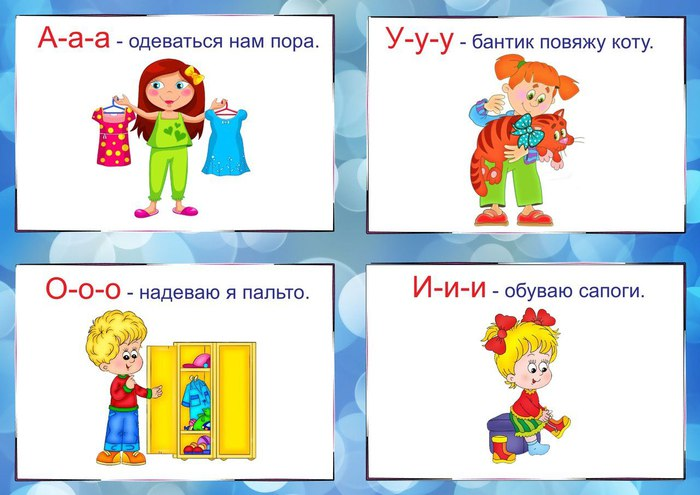 А-а-а - одеваться нам пора.
У-у-у - бантик повяжу коту.
О-о-о - надеваю я пальто.
И-и-и - обуваю сапоги.